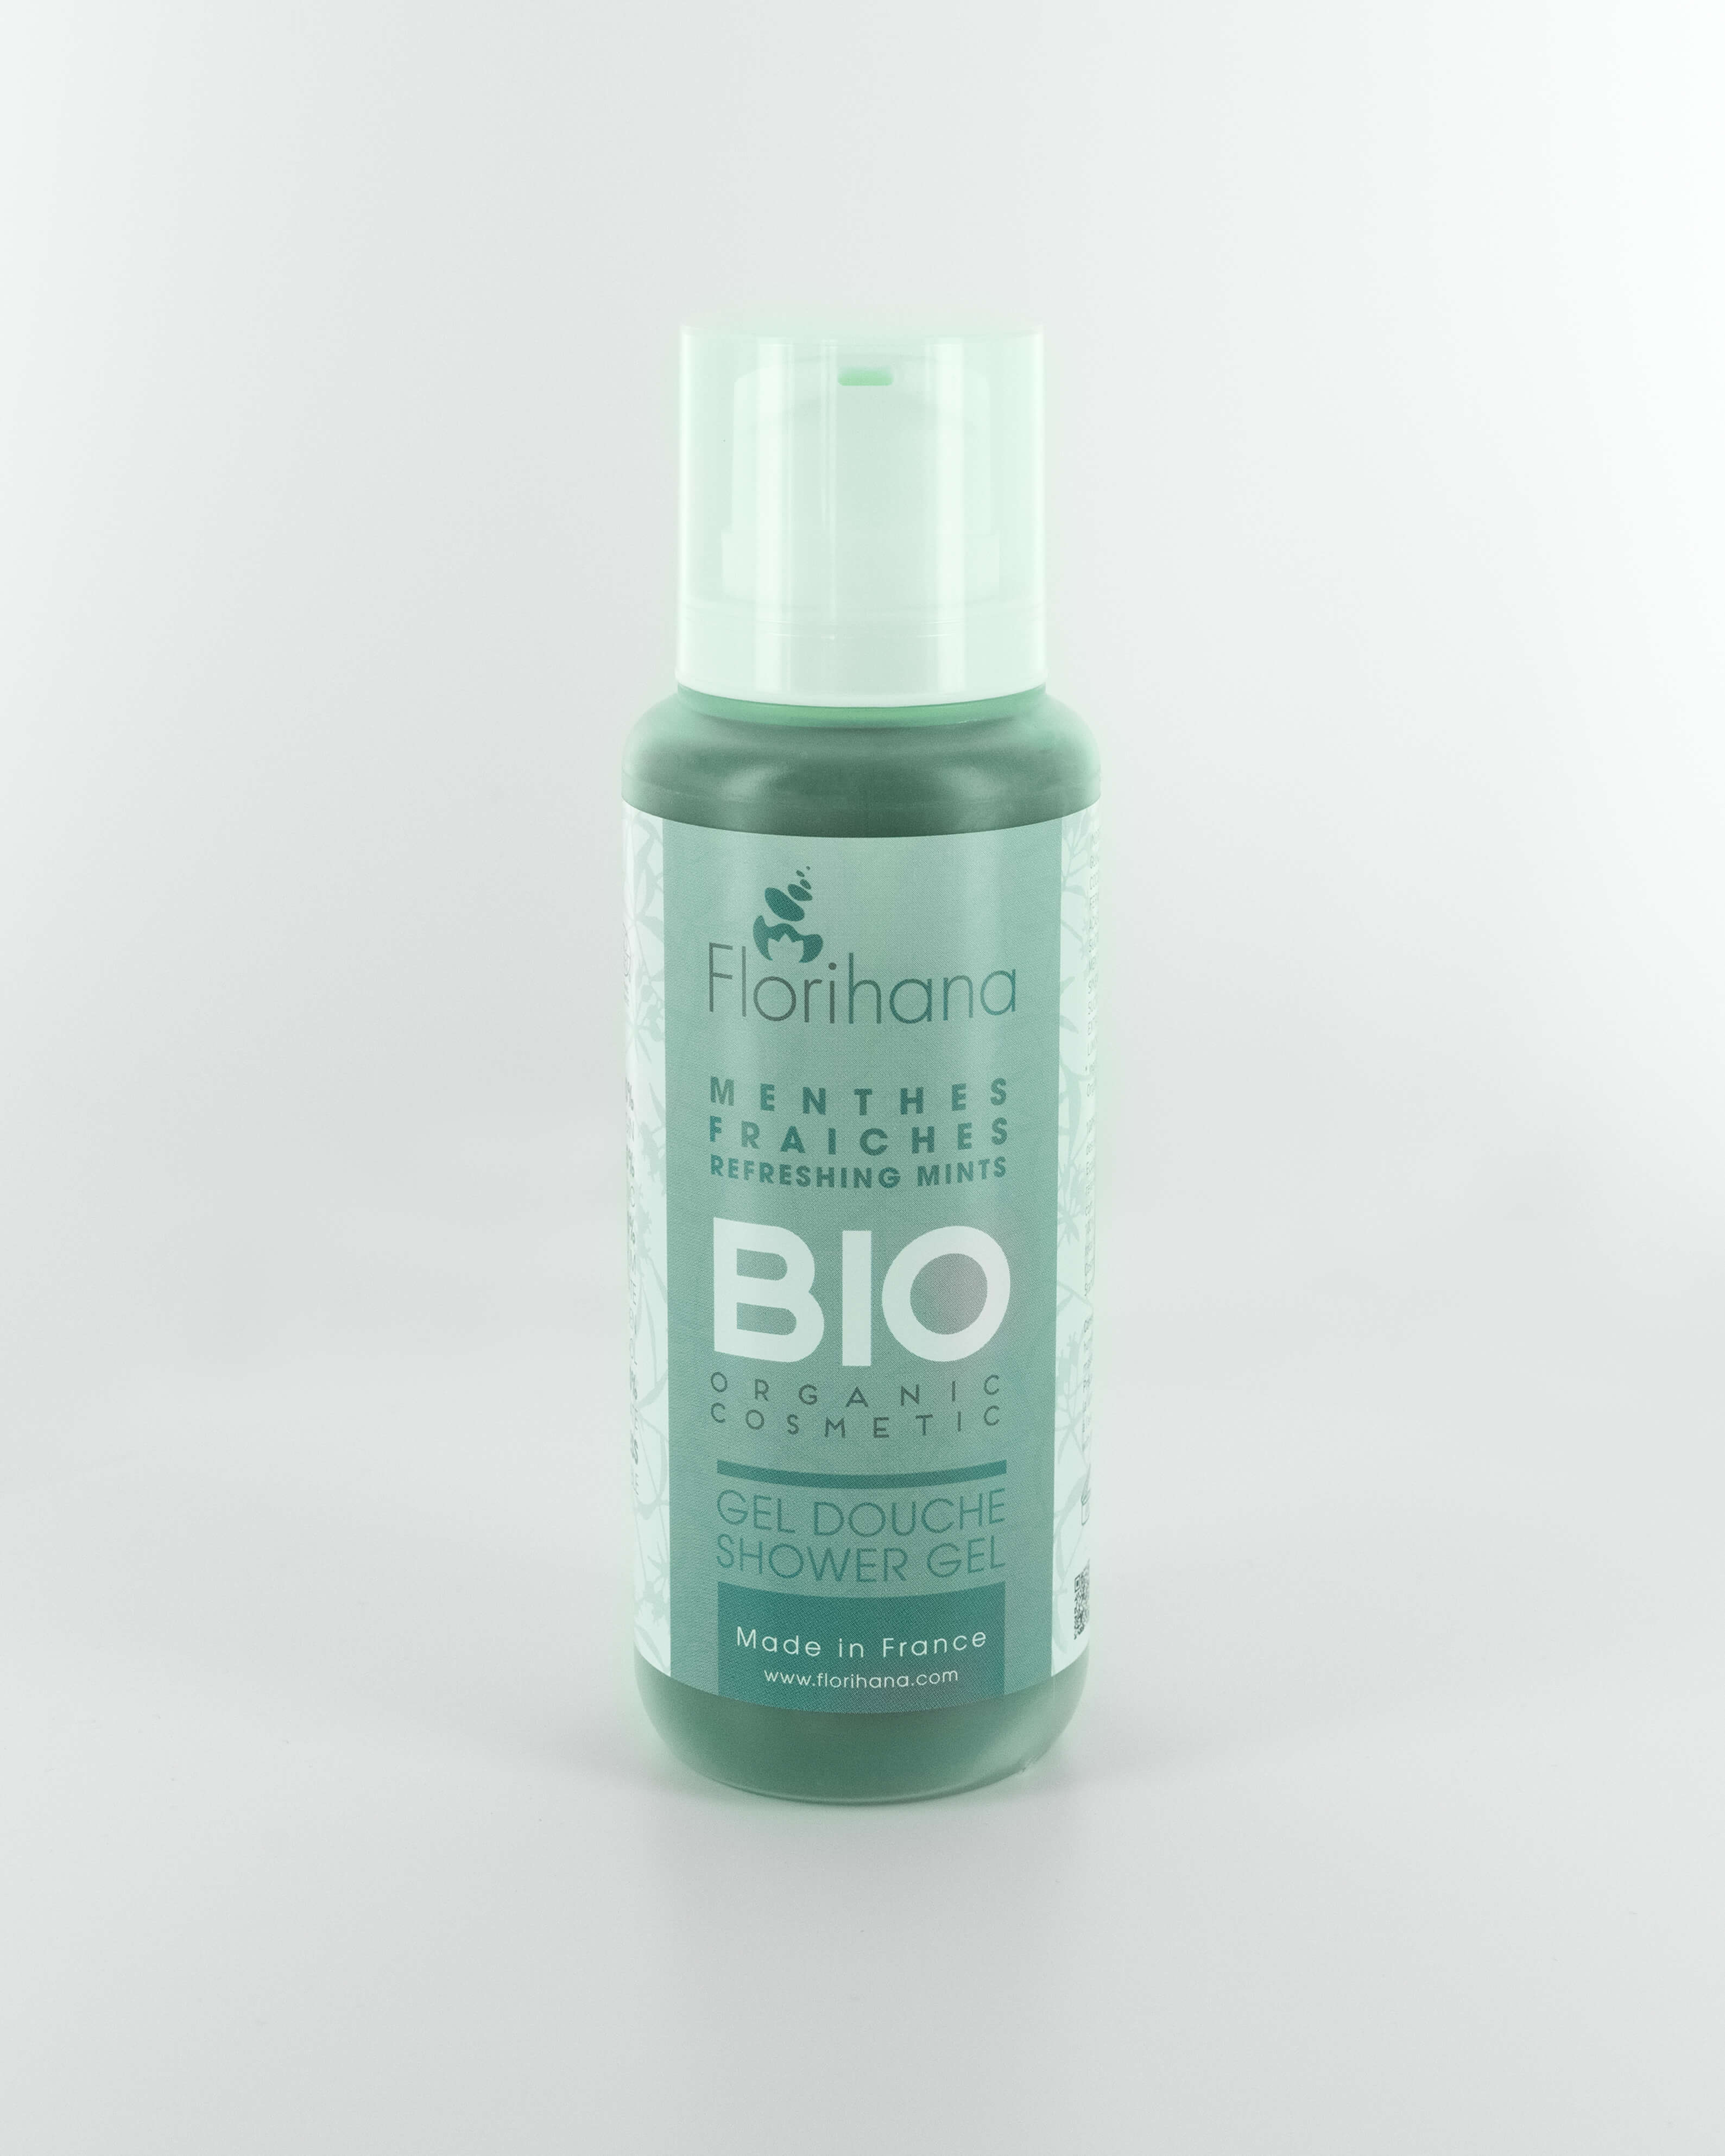 Florihana
MENTHES
FRAICHES
REFRESHING MINTS
BIO
ORGANIC
COSMETIC
GEL DOUCHE
SHOWER GEL
Made in France
www.florihana.com